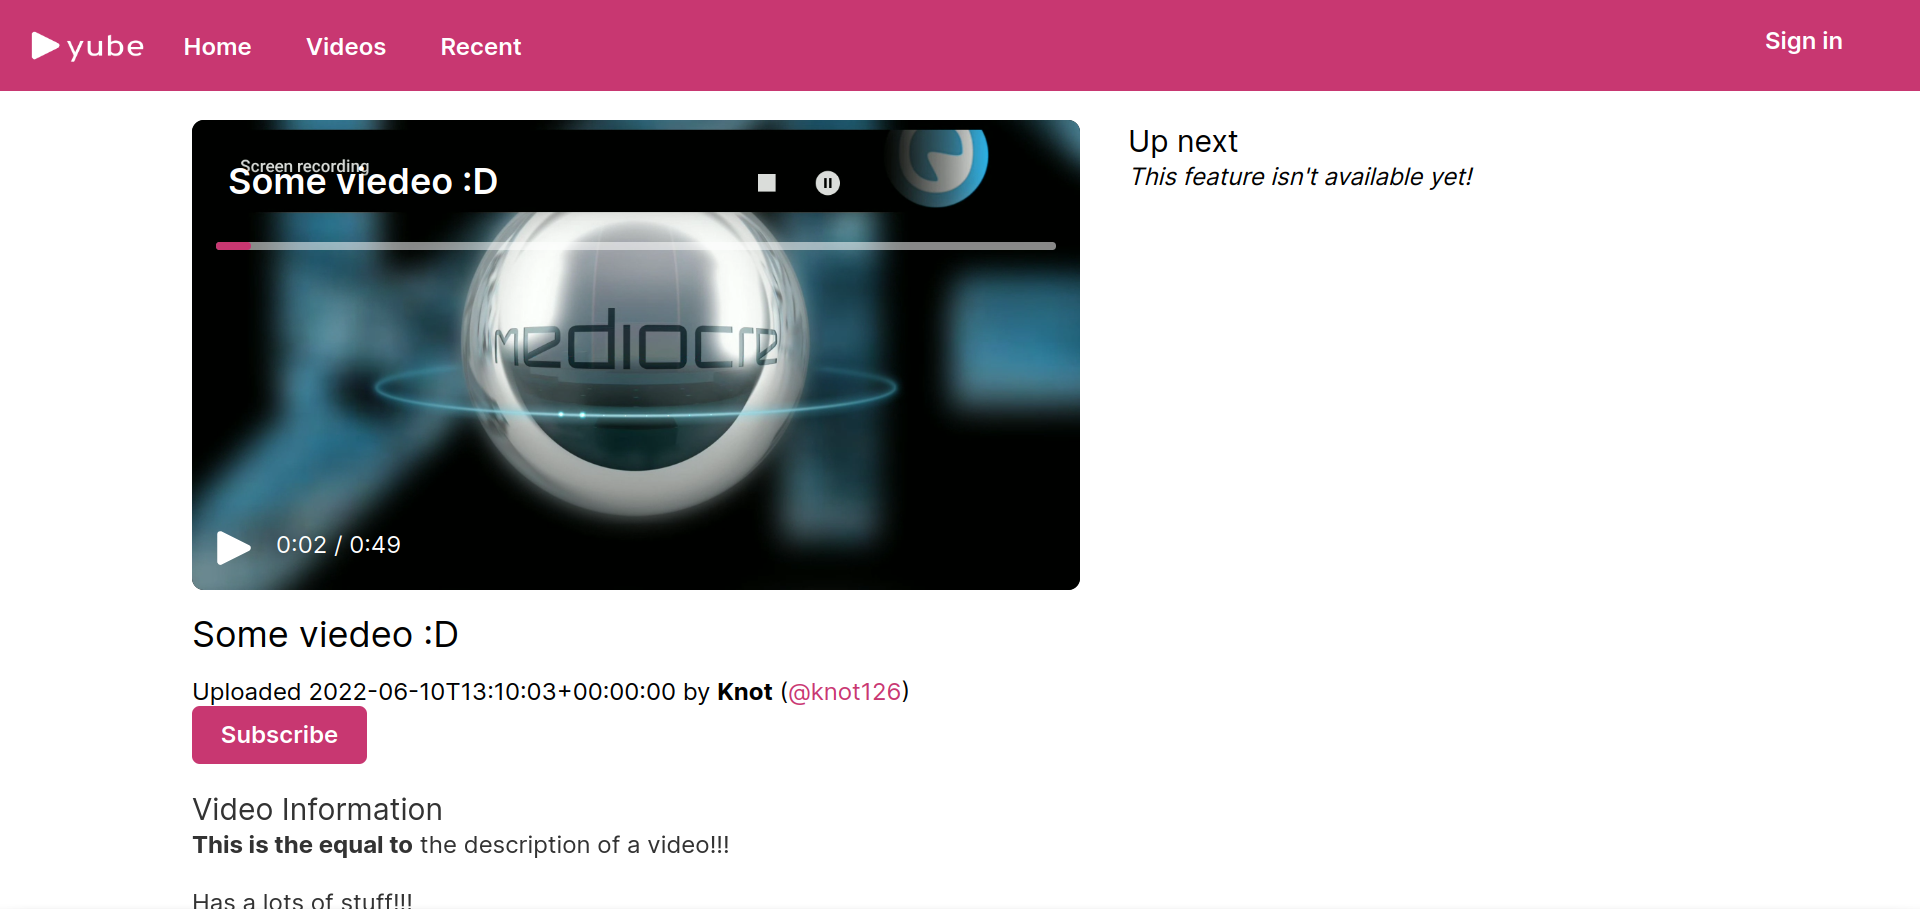 yube Home Videos Recent Sign in
Screen recording
Some viedeo :D
mediocre
0:02 / 0:49
Some viedeo :D
Uploaded 2022-06-10T13:10:03+00:00:00 by Knot (@knot126)
Subscribe
Video Information
This is the equal to the description of a video!!!
Has a lots of stuff!!!
Up next
This feature isn't available yet!